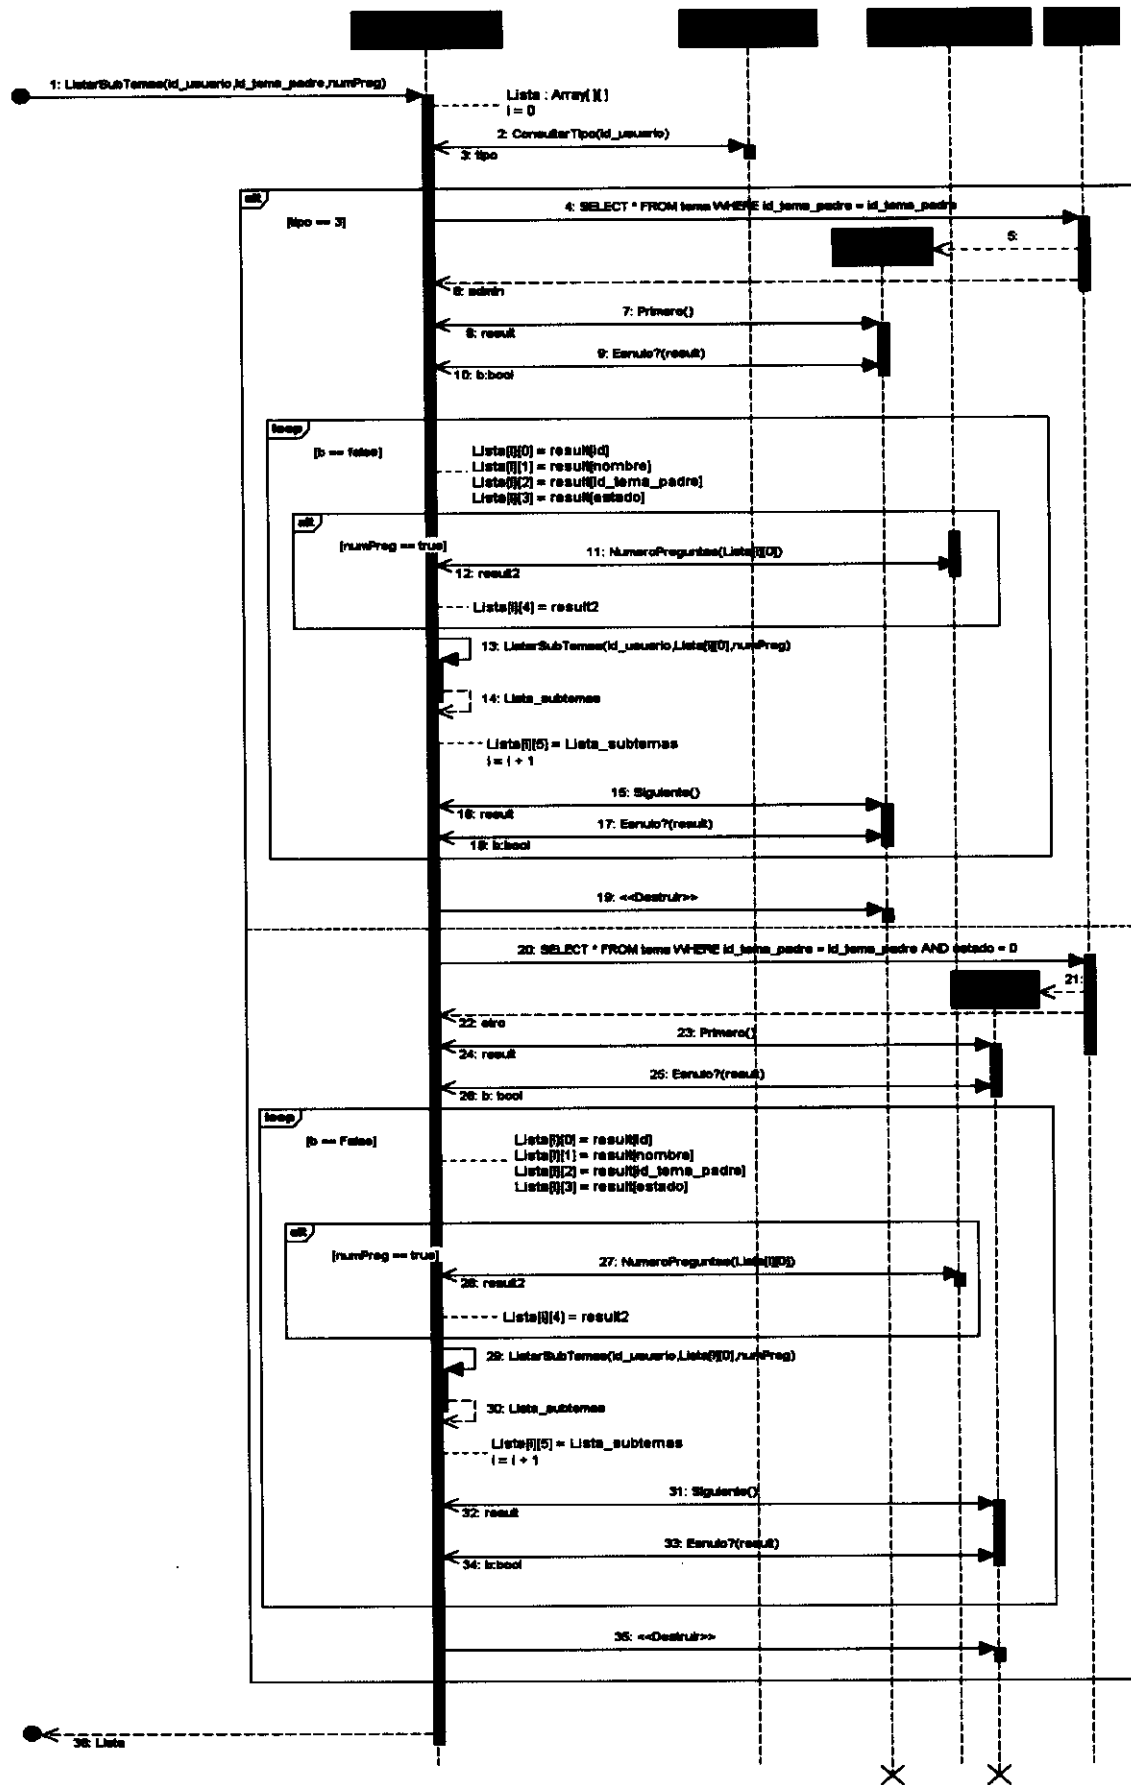 1: ListarSubTemas(id_usuario,id_tema_padre,numPreg)
Lista : Array[ ][ ]
i = 0
2: ConsultarTipo(id_usuario)
3: tipo
alt
4: SELECT * FROM tema WHERE id_tema_padre = id_tema_padre
[tipo == 3]
5:
6: admin
7: Primero()
8: result
9: Esnulo?(result)
10: b:bool
loop
[b == false]
Lista[i][0] = result[id]
Lista[i][1] = result[nombre]
Lista[i][2] = result[id_tema_padre]
Lista[i][3] = result[estado]
alt
[numPreg == true]
11: NumeroPreguntas(Lista[i][0])
12: result2
Lista[i][4] = result2
13: ListarSubTemas(id_usuario,Lista[i][0],numPreg)
14: Lista_subtemas
Lista[i][5] = Lista_subtemas
i = i + 1
15: Siguiente()
16: result
17: Esnulo?(result)
18: b:bool
19: <<Destruir>>
20: SELECT * FROM tema WHERE id_tema_padre = id_tema_padre AND estado = 0
21:
22: otro
23: Primero()
24: result
25: Esnulo?(result)
26: b: bool
loop
[b == False]
Lista[i][0] = result[id]
Lista[i][1] = result[nombre]
Lista[i][2] = result[id_tema_padre]
Lista[i][3] = result[estado]
alt
[numPreg == true]
27: NumeroPreguntas(Lista[i][0])
28: result2
Lista[i][4] = result2
29: ListarSubTemas(id_usuario,Lista[i][0],numPreg)
30: Lista_subtemas
Lista[i][5] = Lista_subtemas
i = i + 1
31: Siguiente()
32: result
33: Esnulo?(result)
34: b:bool
35: <<Destruir>>
36: Lista